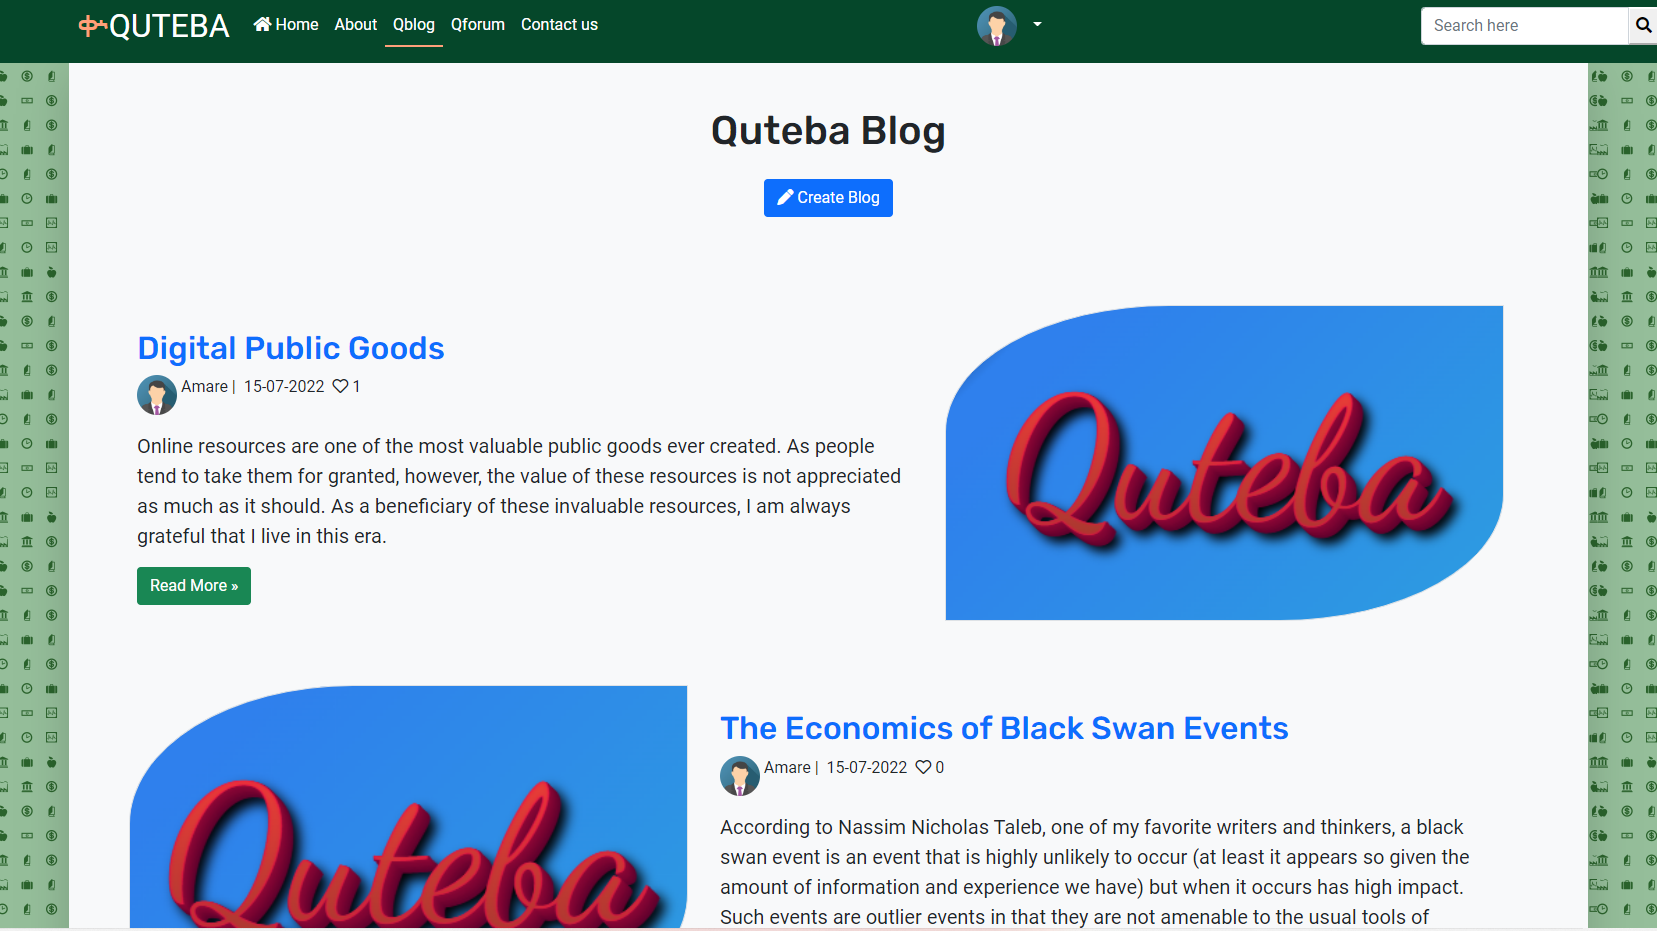 ቁQUTEBA
Home
About
Qblog
Qforum
Contact us
Search here
Quteba Blog
Create Blog
Digital Public Goods
Amare | 15-07-2022 1
Online resources are one of the most valuable public goods ever created. As people
tend to take them for granted, however, the value of these resources is not appreciated
as much as it should. As a beneficiary of these invaluable resources, I am always
grateful that I live in this era.
Read More »
Quteba
Quteba
The Economics of Black Swan Events
Amare | 15-07-2022 0
According to Nassim Nicholas Taleb, one of my favorite writers and thinkers, a black
swan event is an event that is highly unlikely to occur (at least it appears so given the
amount of information and experience we have) but when it occurs has high impact.
Such events are outlier events in that they are not amenable to the usual tools of